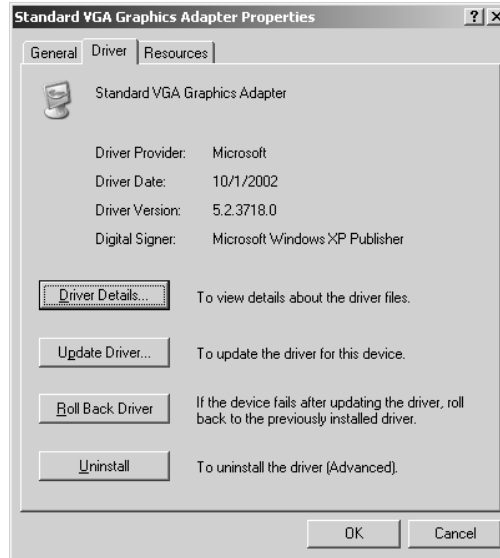 Standard VGA Graphics Adapter Properties
General Driver Resources
Standard VGA Graphics Adapter
Driver Provider: Microsoft
Driver Date: 10/1/2002
Driver Version: 5.2.3718.0
Digital Signer: Microsoft Windows XP Publisher
Driver Details... To view details about the driver files.
Update Driver... To update the driver for this device.
Roll Back Driver If the device fails after updating the driver, roll
back to the previously installed driver.
Uninstall To uninstall the driver (Advanced).
OK Cancel